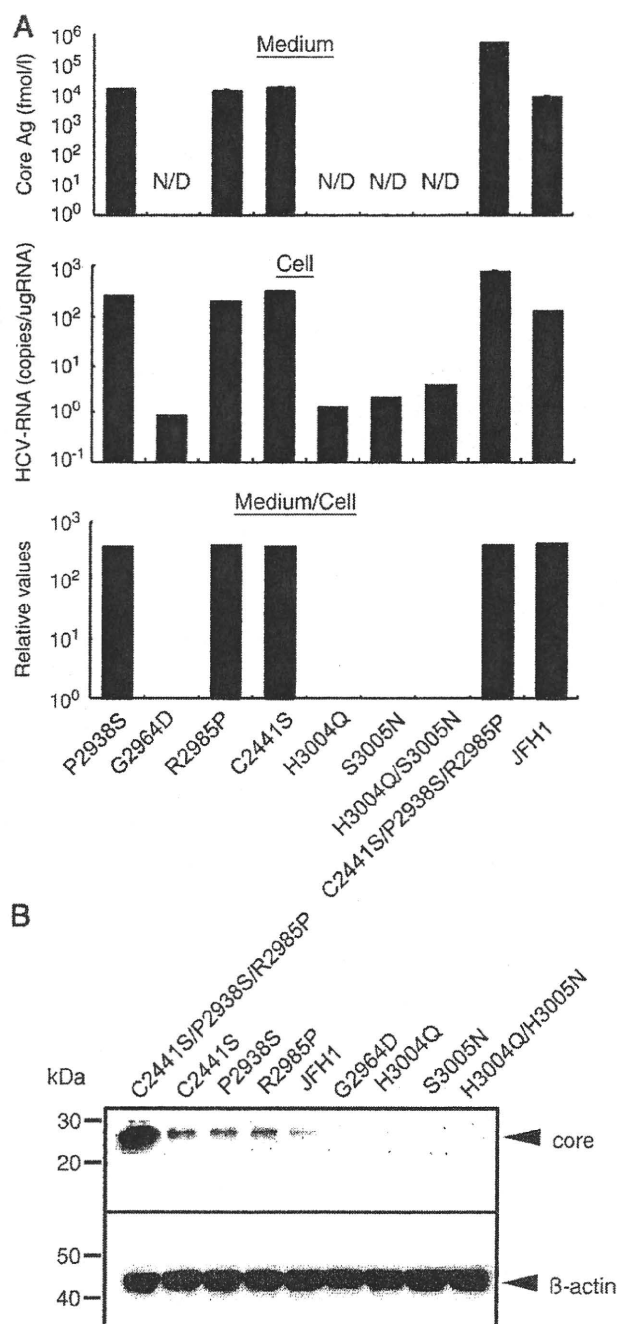 A
Medium
Core Ag (fmol/l)
10^6
10^5
10^4
10^3
10^2
10^1
10^0
N/D
N/D
N/D
N/D
Cell
HCV-RNA (copies/ugRNA)
10^3
10^2
10^1
10^0
10^-1
Medium/Cell
Relative values
10^3
10^2
10^1
10^0
P2938S
G2964D
R2985P
C2441S
H3004Q
S3005N
H3004Q/S3005N
C2441S/P2938S/R2985P
JFH1
B
C2441S/P2938S/R2985P
C2441S
P2938S
R2985P
JFH1
G2964D
H3004Q
S3005N
H3004Q/H3005N
kDa
30
20
core
50
40
ß-actin